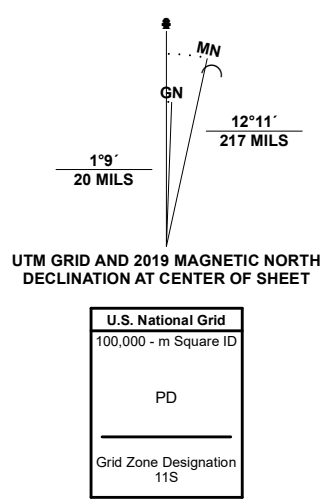 MN
GN
12°11´
217 MILS
1°9´
20 MILS
UTM GRID AND 2019 MAGNETIC NORTH
DECLINATION AT CENTER OF SHEET
U.S. National Grid
100,000 - m Square ID
PD
Grid Zone Designation
11S